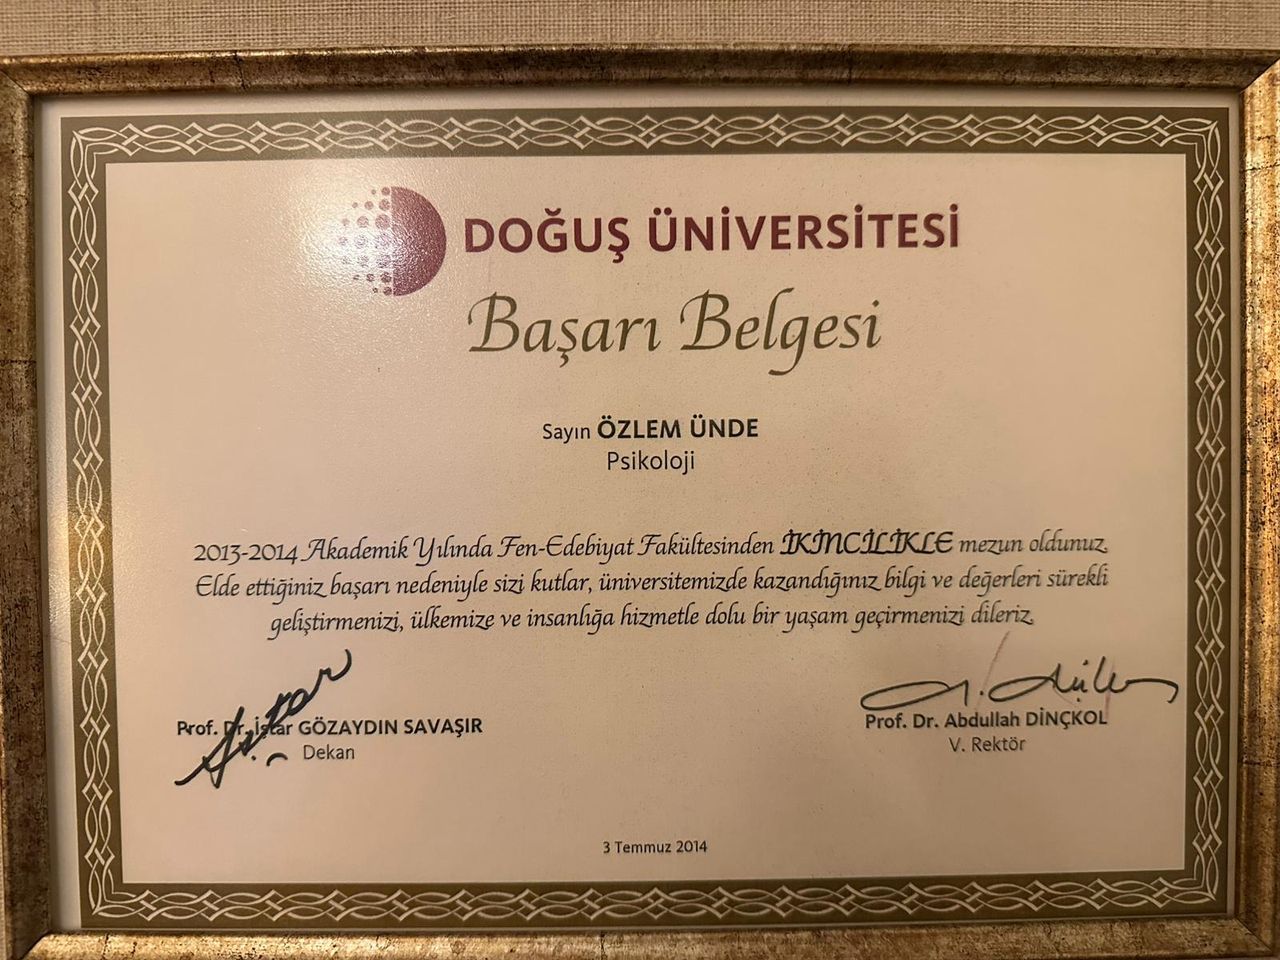 DOĞUŞ ÜNİVERSİTESİ
Başarı Belgesi
Sayın ÖZLEM ÜNDE
Psikoloji
2013-2014 Akademik Yılında Fen-Edebiyat Fakültesinden İKİNCİLİKLE mezun oldunuz.
Elde ettiğiniz başarı nedeniyle sizi kutlar, üniversitemizde kazandığınız bilgi ve değerleri sürekli
geliştirmenizi, ülkemize ve insanlığa hizmetle dolu bir yaşam geçirmenizi dileriz.
Prof. Dr. İştar GÖZAYDIN SAVAŞIR
Dekan
Prof. Dr. Abdullah DİNÇKOL
V. Rektör
3 Temmuz 2014